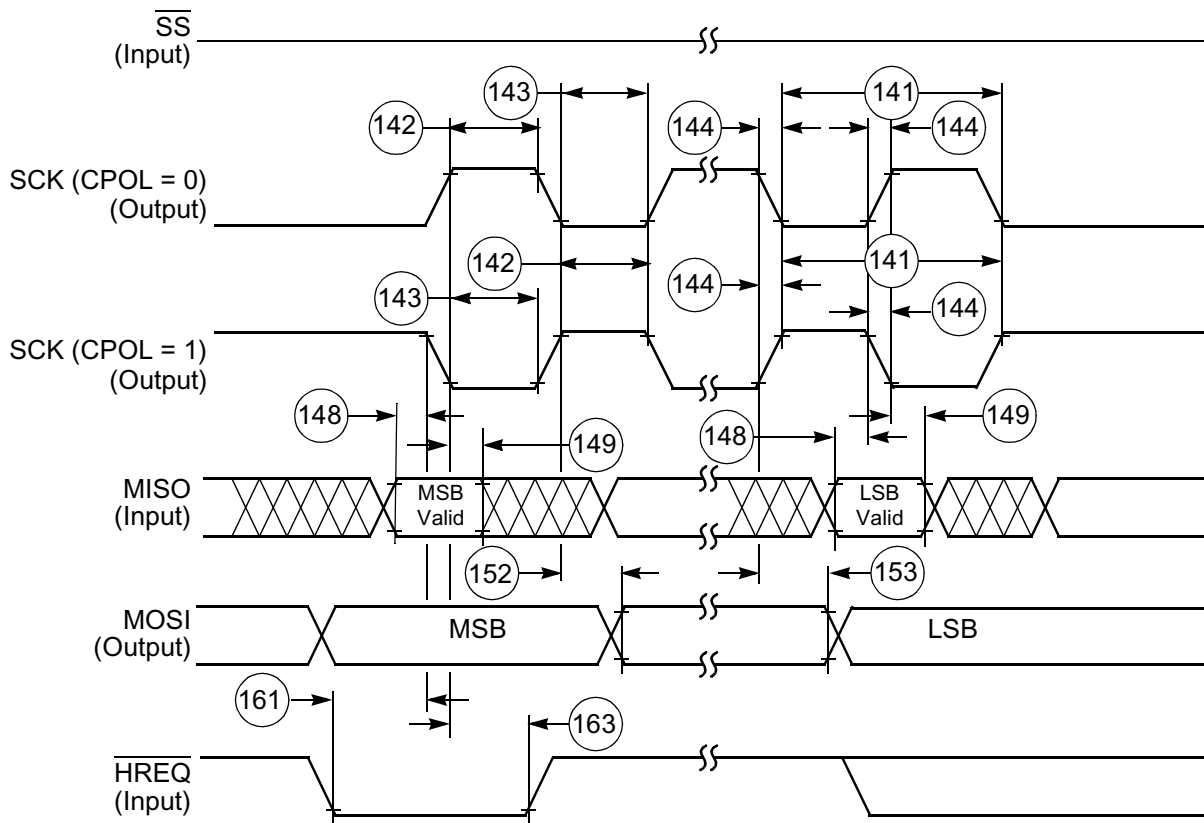 SS
(Input)
143
141
142
144
144
SCK (CPOL = 0)
(Output)
142
141
143
144
144
SCK (CPOL = 1)
(Output)
148
149
148
149
MISO
(Input)
MSB
Valid
LSB
Valid
152
153
MOSI
(Output)
MSB
LSB
161
163
HREQ
(Input)